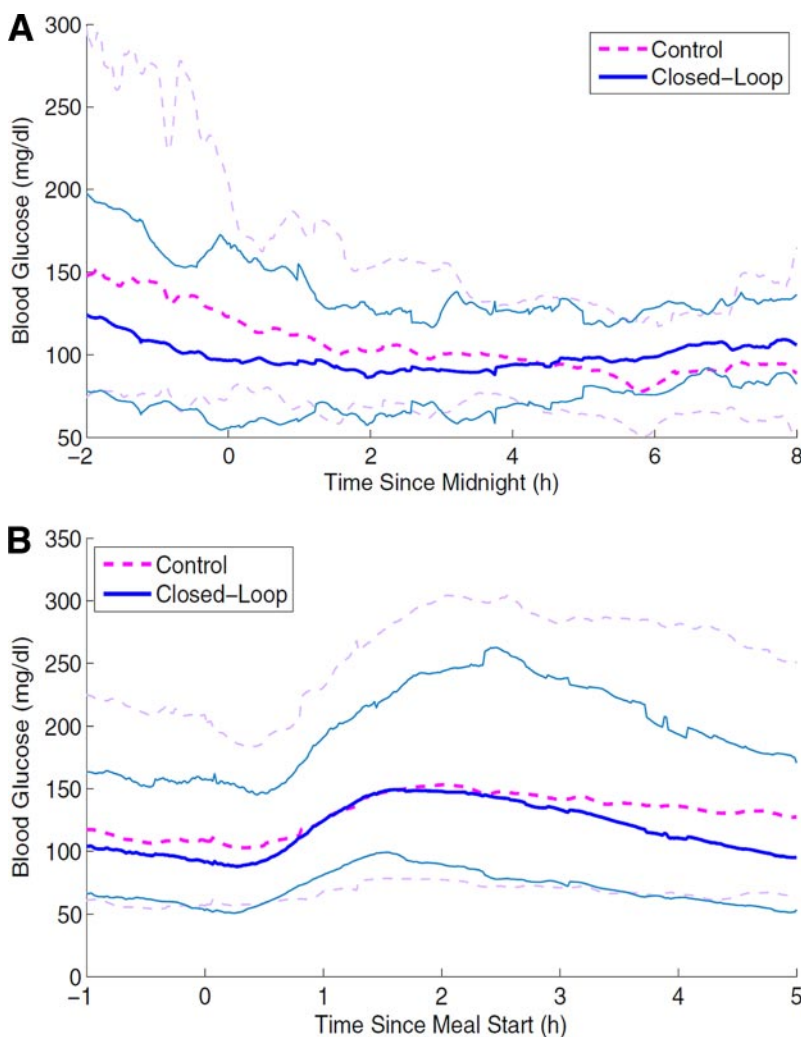 A
300
250
200
150
100
50
Blood Glucose (mg/dl)
Control
Closed-Loop
-2
0
2
4
6
8
Time Since Midnight (h)
B
350
300
250
200
150
100
50
0
Blood Glucose (mg/dl)
Control
Closed-Loop
-1
0
1
2
3
4
5
Time Since Meal Start (h)